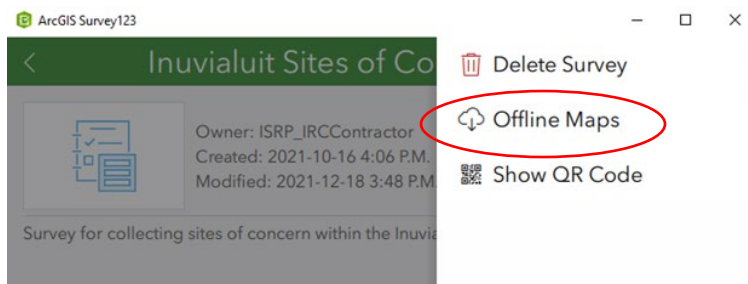 ArcGIS Survey123
Inuvialuit Sites of Co
Delete Survey
Offline Maps
Show QR Code
Owner: ISRP_IRCContractor
Created: 2021-10-16 4:06 P.M.
Modified: 2021-12-18 3:48 P.M
Survey for collecting sites of concern within the Inuvia